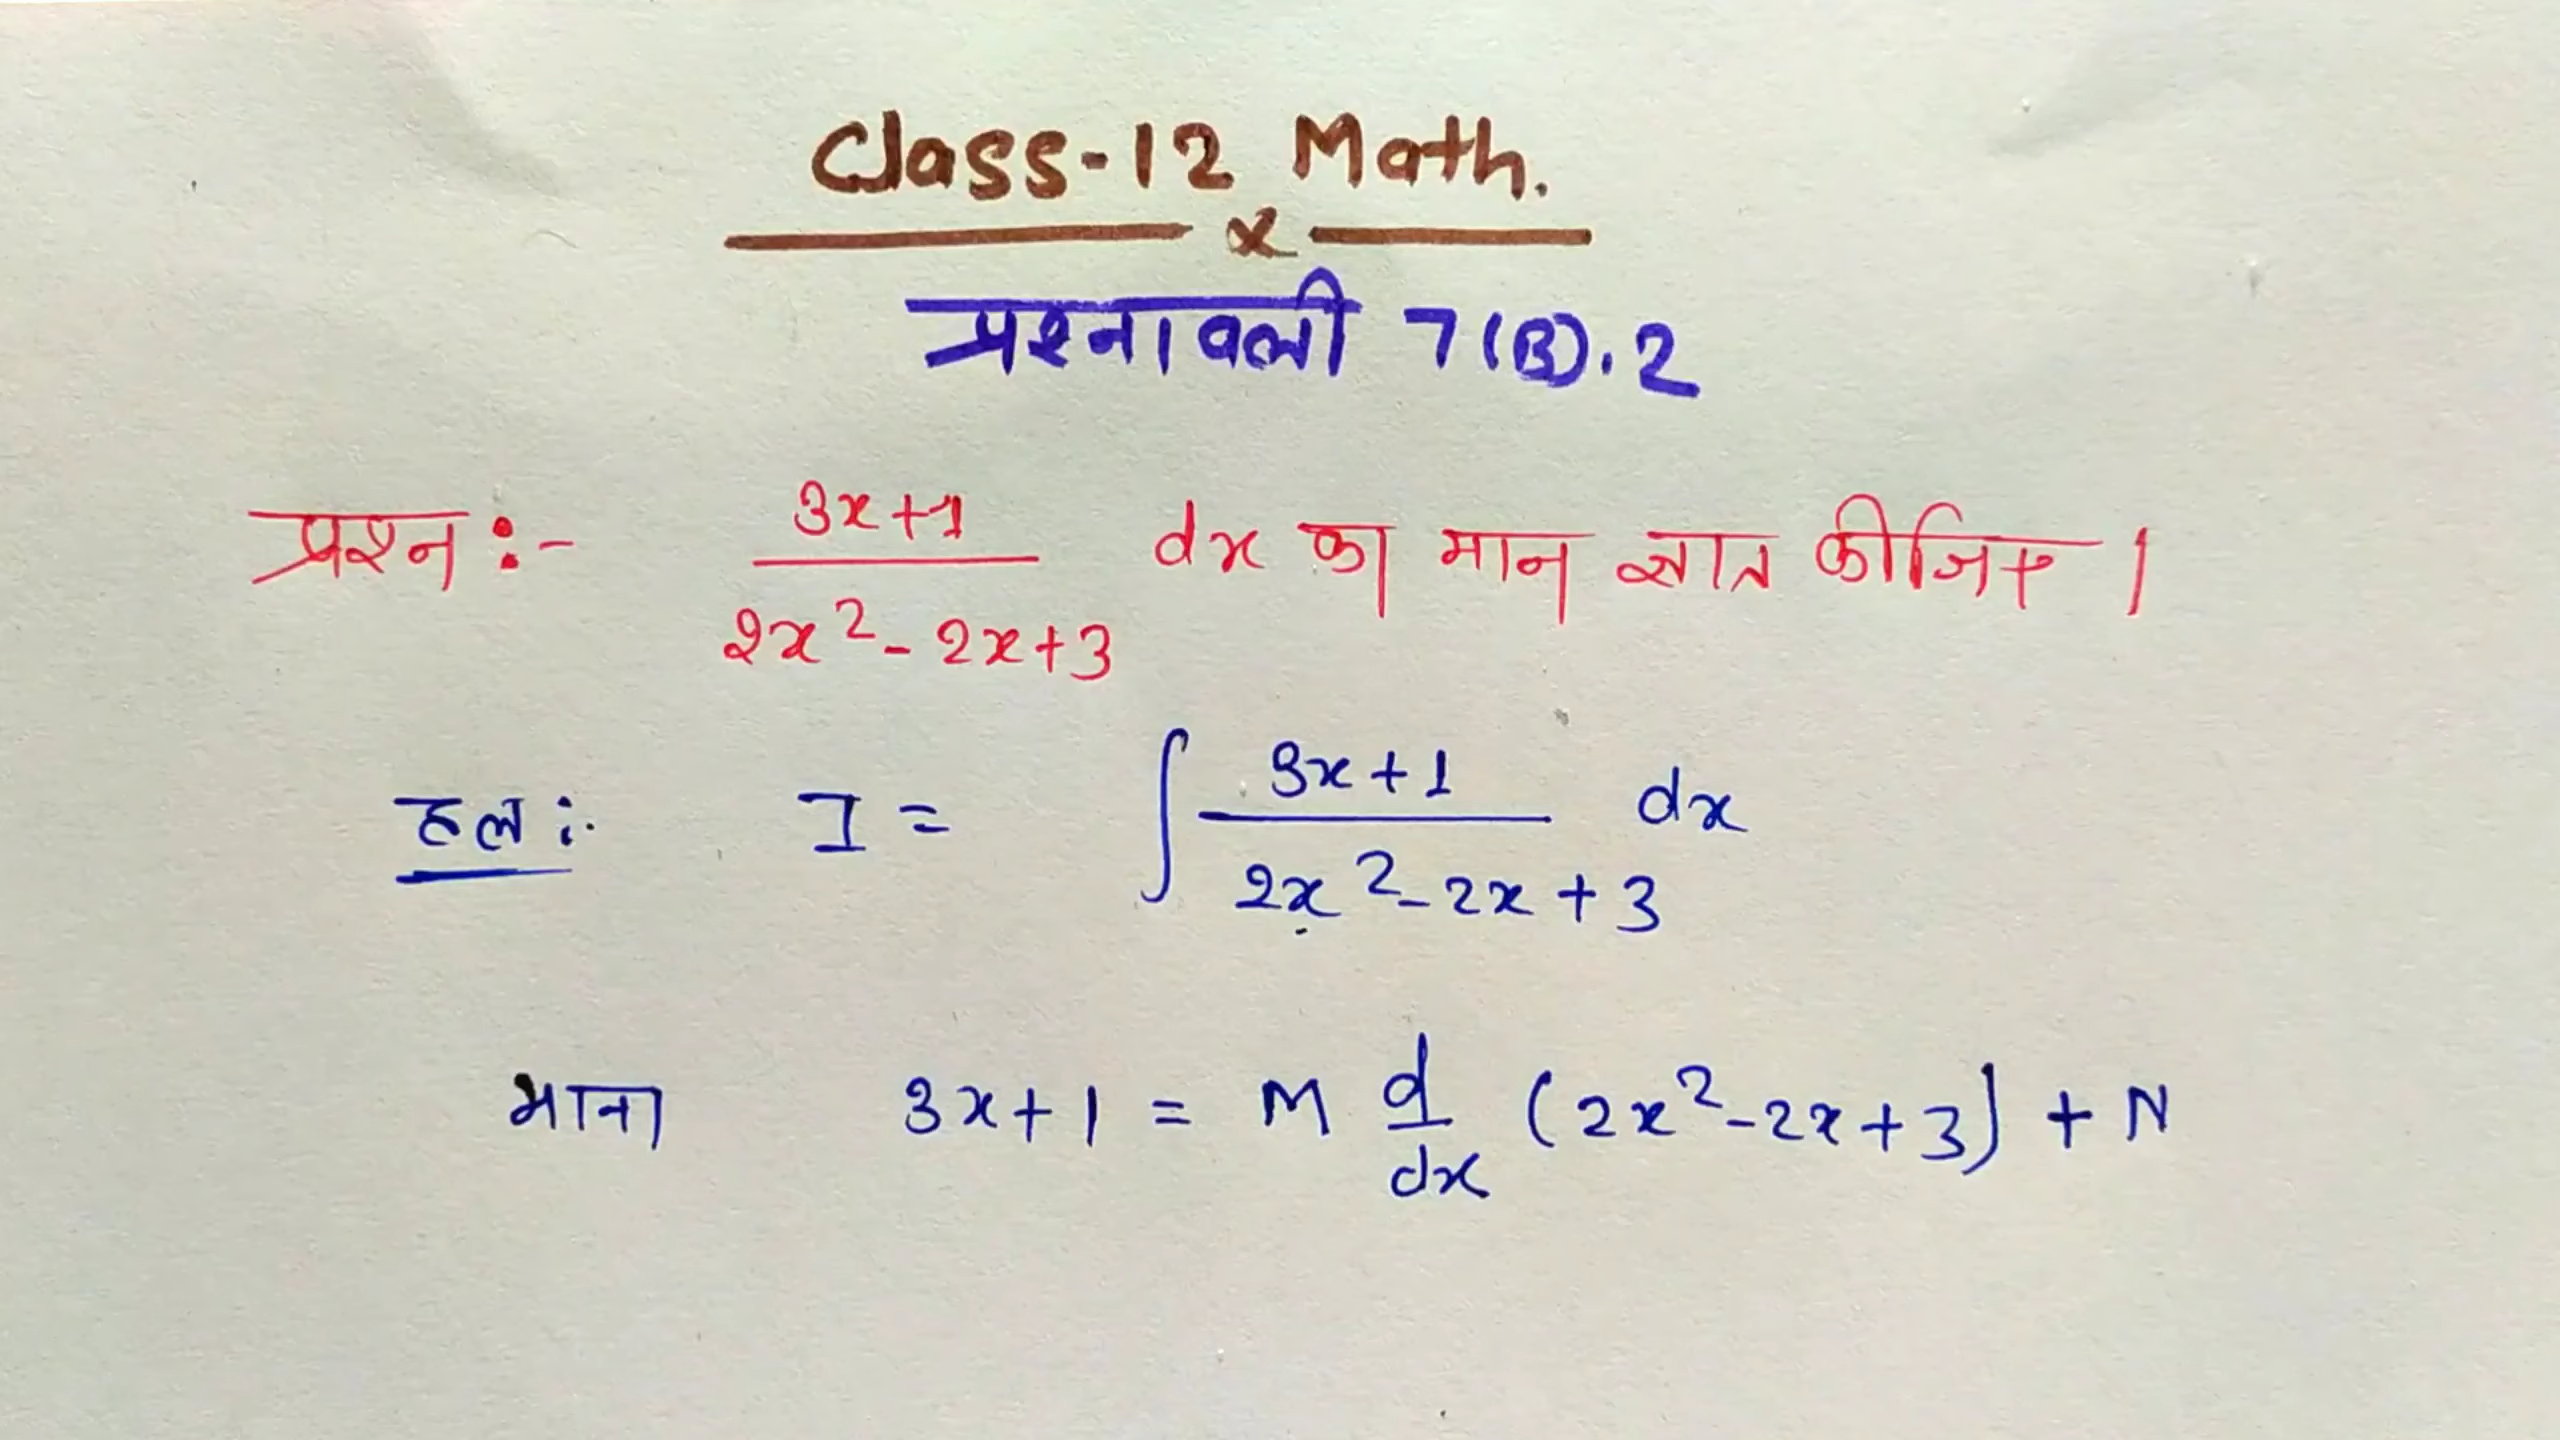 Class-12 Math.
x
प्रश्नावली 7(B).2
प्रश्न :- 3x+1 / 2x² - 2x+3 dx का मान ज्ञात कीजिए ।
हल :- I = ∫ 3x+1 / 2x² - 2x + 3 dx
माना 3x+1 = M d/dx (2x² - 2x + 3) + N